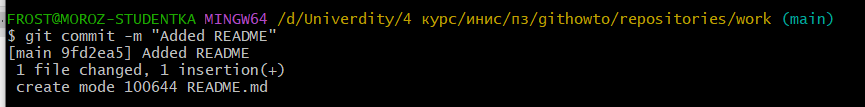 FROST@MOROZ-STUDENTKA MINGW64 /d/Univerdity/4 курс/инис/пз/githowto/repositories/work (main)
$ git commit -m "Added README"
[main 9fd2ea5] Added README
 1 file changed, 1 insertion(+)
 create mode 100644 README.md